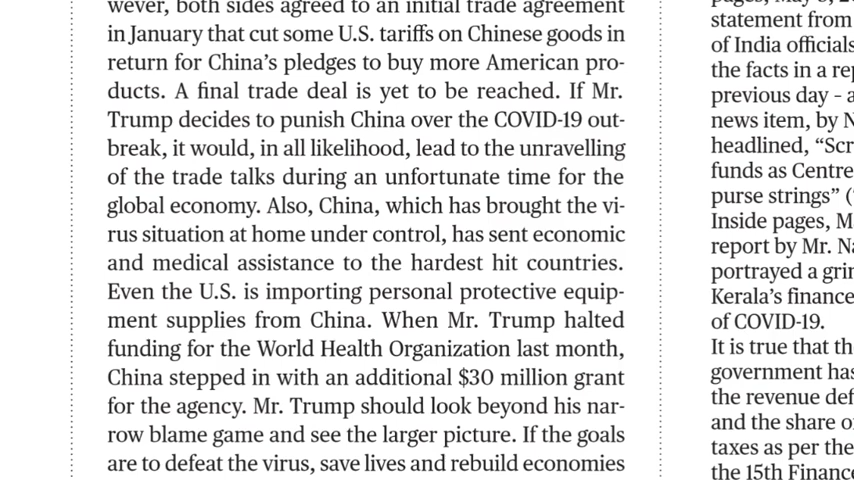 wever, both sides agreed to an initial trade agreement
in January that cut some U.S. tariffs on Chinese goods in
return for China's pledges to buy more American pro-
ducts. A final trade deal is yet to be reached. If Mr.
Trump decides to punish China over the COVID-19 out-
break, it would, in all likelihood, lead to the unravelling
of the trade talks during an unfortunate time for the
global economy. Also, China, which has brought the vi-
rus situation at home under control, has sent economic
and medical assistance to the hardest hit countries.
Even the U.S. is importing personal protective equip-
ment supplies from China. When Mr. Trump halted
funding for the World Health Organization last month,
China stepped in with an additional $30 million grant
for the agency. Mr. Trump should look beyond his nar-
row blame game and see the larger picture. If the goals
are to defeat the virus, save lives and rebuild economies
statement from
of India officials
the facts in a
previous day – a
news item, by
headlined, "Scr
funds as Centre
purse strings" (
Inside pages, M
report by Mr. Na
portrayed a
Kerala's finance
of COVID-19.
It is true that th
government has
the revenue def
and the share
taxes as per the
the 15th Finance